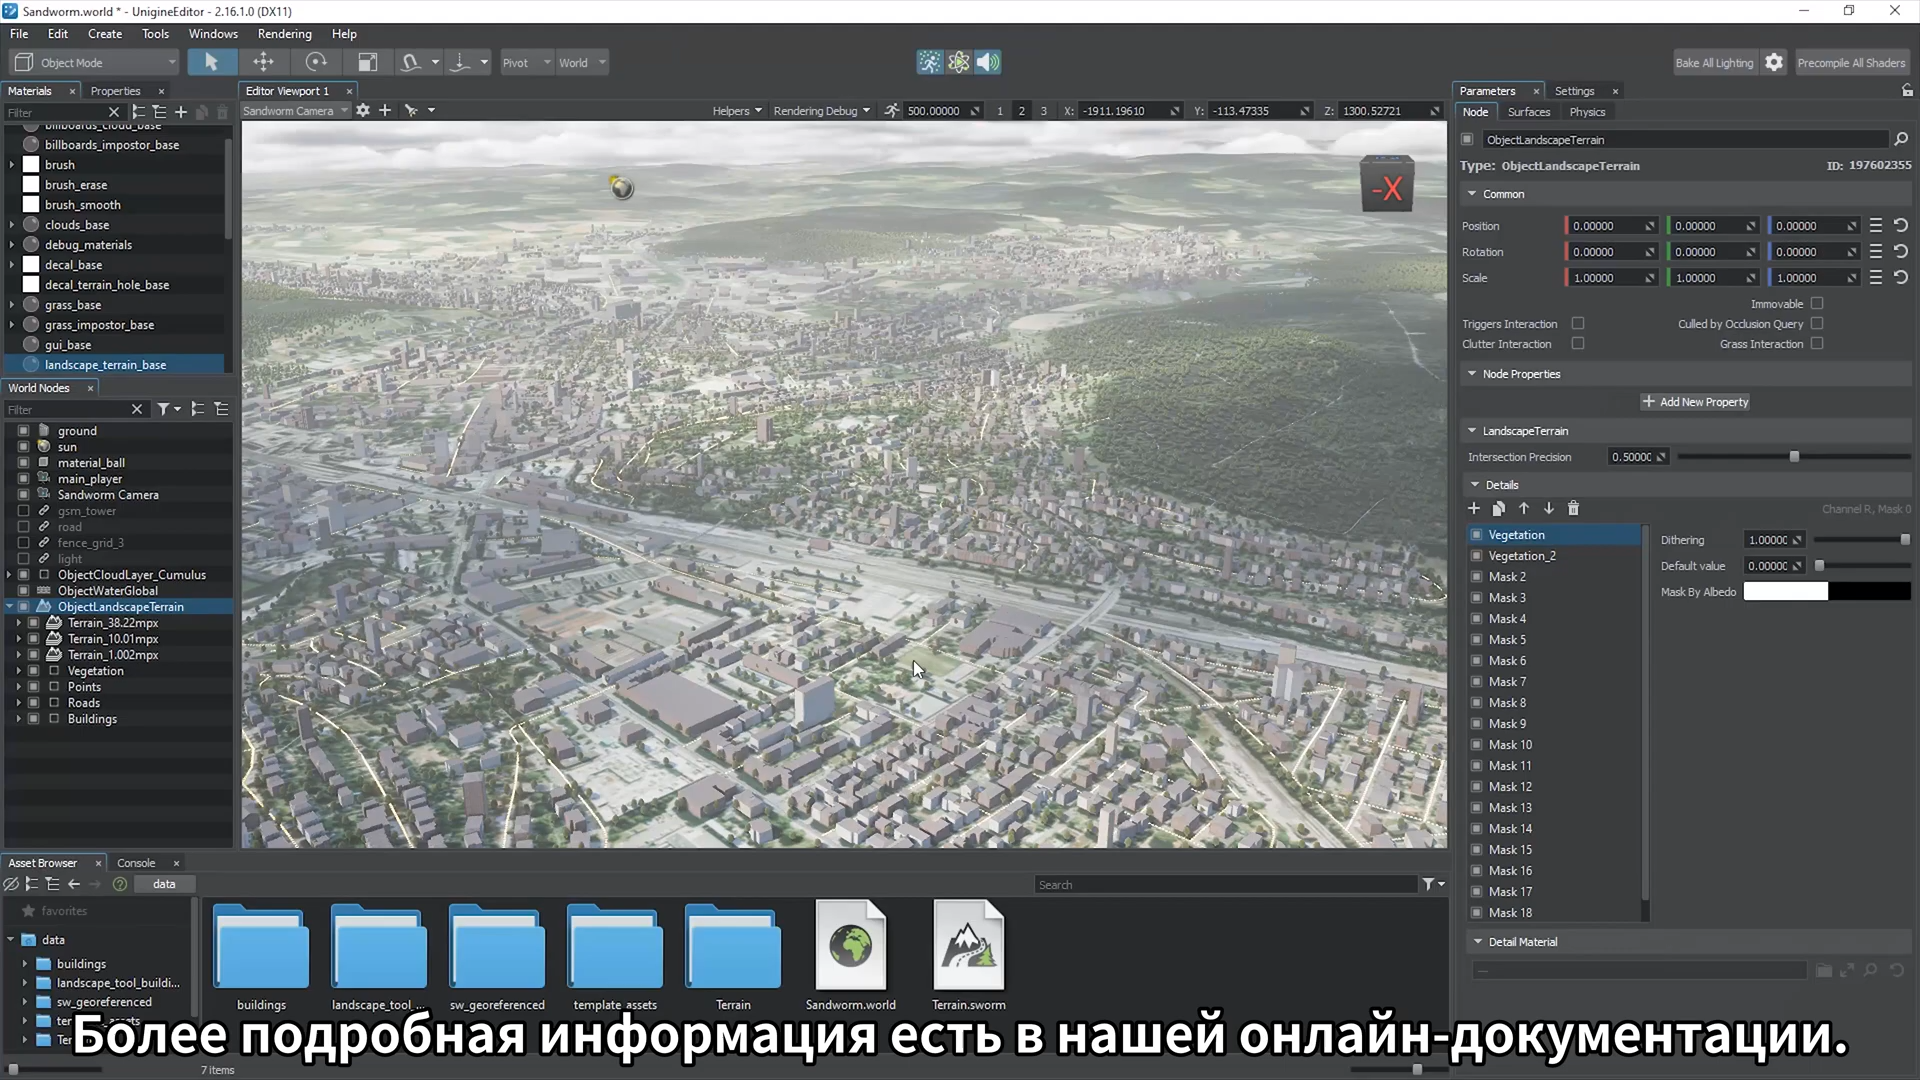 Sandworm.world * - UnigineEditor - 2.16.1.0 (DX11)
File Edit Create Tools Windows Rendering Help
Object Mode Pivot World Bake All Lighting Precompile All Shaders
Materials Properties
Filter
billboards_cloud_base
billboards_impostor_base
brush
brush_erase
brush_smooth
clouds_base
debug_materials
decal_base
decal_terrain_hole_base
grass_base
grass_impostor_base
gui_base
landscape_terrain_base
World Nodes
Filter
ground
sun
material_ball
main_player
Sandworm Camera
gsm_tower
road
fence_grid_3
light
ObjectCloudLayer_Cumulus
ObjectWaterGlobal
ObjectLandscapeTerrain
Terrain_38.22mpx
Terrain_10.01mpx
Terrain_1.002mpx
Vegetation
Points
Roads
Buildings
Editor Viewport 1
Sandworm Camera Helpers Rendering Debug 500.00000 1 2 3 X: -1911.19610 Y: -113.47335 Z: 1300.52721
-X
Parameters Settings
Node Surfaces Physics
ObjectLandscapeTerrain
Type: ObjectLandscapeTerrain ID: 197602355
Common
Position 0.00000 0.00000 0.00000
Rotation 0.00000 0.00000 0.00000
Scale 1.00000 1.00000 1.00000
Immovable
Triggers Interaction Culled by Occlusion Query
Clutter Interaction Grass Interaction
Node Properties
Add New Property
LandscapeTerrain
Intersection Precision 0.5000
Details
Channel R, Mask 0
Vegetation
Vegetation_2
Mask 2
Mask 3
Mask 4
Mask 5
Mask 6
Mask 7
Mask 8
Mask 9
Mask 10
Mask 11
Mask 12
Mask 13
Mask 14
Mask 15
Mask 16
Mask 17
Mask 18
Dithering 1.0000
Default value 0.0000
Mask By Albedo
Detail Material
Asset Browser Console
data Search
favorites
data
buildings
landscape_tool_buildi...
sw_georeferenced
buildings landscape_tool_... sw_georeferenced template_assets Terrain Sandworm.world Terrain.sworm
Более подробная информация есть в нашей онлайн-документации.
7 items